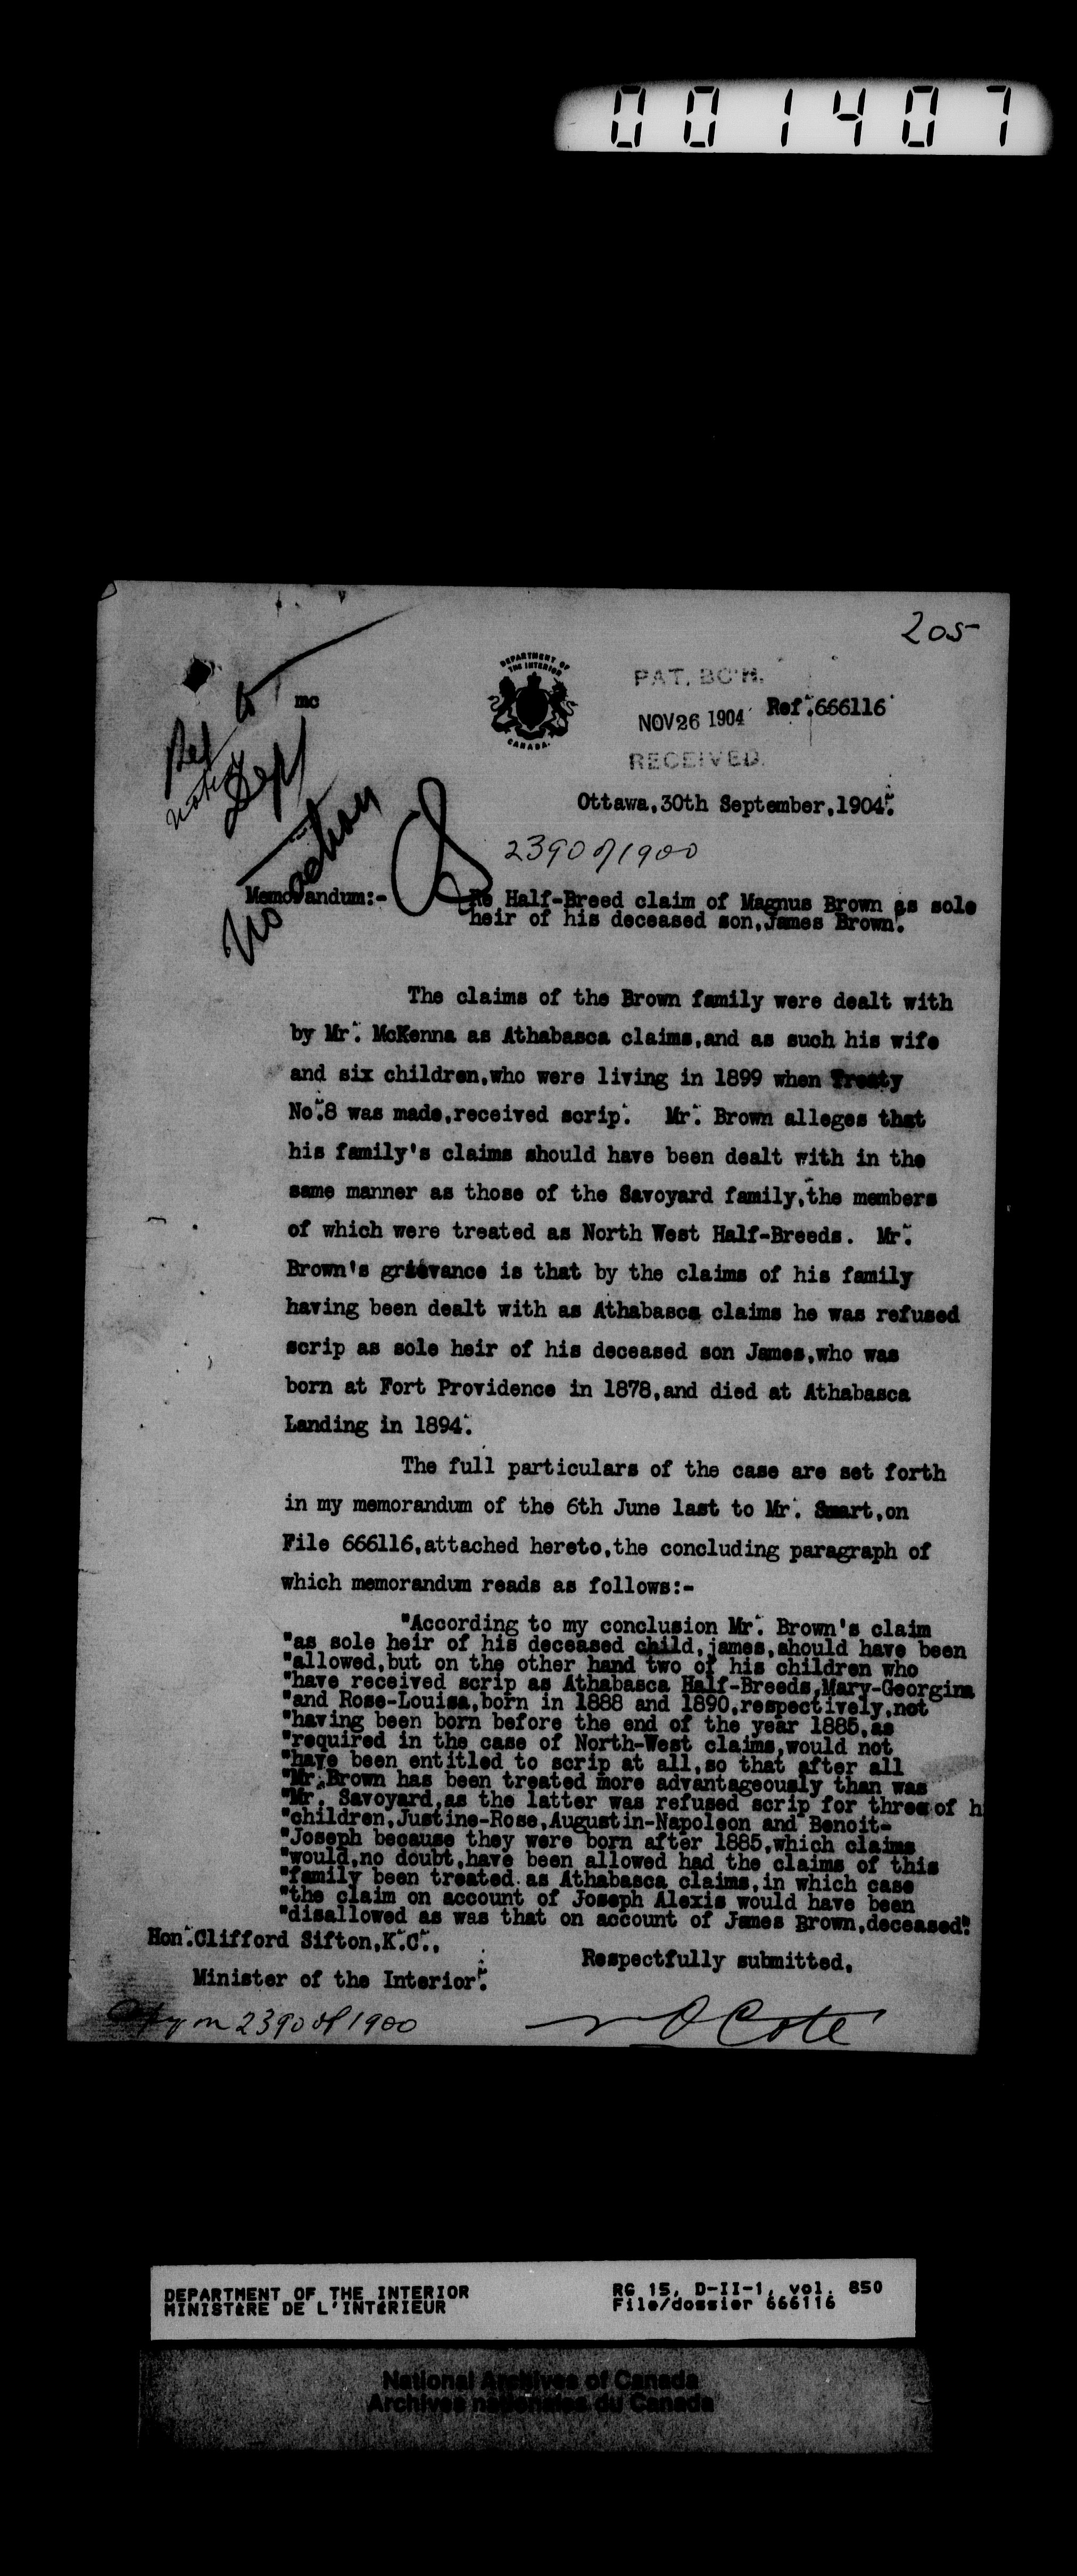 001407
205
DEPARTMENT OF
THE INTERIOR
CANADA.
PAT. BC'H.
NOV 26 1904
RECEIVED.
mc
Ref. 666116
Ref to
noted
Dept
No action
Ottawa, 30th September, 1904.
2390 of 1900
Memorandum:-
Re Half-Breed claim of Magnus Brown as sole
heir of his deceased son, James Brown.
The claims of the Brown family were dealt with
by Mr. McKenna as Athabasca claims, and as such his wife
and six children, who were living in 1899 when Treaty
No. 8 was made, received scrip. Mr. Brown alleges that
his family's claims should have been dealt with in the
same manner as those of the Savoyard family, the members
of which were treated as North West Half-Breeds. Mr.
Brown's grievance is that by the claims of his family
having been dealt with as Athabasca claims he was refused
scrip as sole heir of his deceased son James, who was
born at Fort Providence in 1878, and died at Athabasca
Landing in 1894.
The full particulars of the case are set forth
in my memorandum of the 6th June last to Mr. Smart, on
File 666116, attached hereto, the concluding paragraph of
which memorandum reads as follows:-
"According to my conclusion Mr. Brown's claim
"as sole heir of his deceased child, james, should have been
"allowed, but on the other hand two of his children who
"have received scrip as Athabasca Half-Breeds, Mary-Georgina
"and Rose-Louisa, born in 1888 and 1890, respectively, not
"having been born before the end of the year 1885, as
"required in the case of North-West claims, would not
"have been entitled to scrip at all, so that after all
"Mr. Brown has been treated more advantageously than was
"Mr. Savoyard, as the latter was refused scrip for three of h
"children, Justine-Rose, Augustin-Napoleon and Benoit-
"Joseph because they were born after 1885, which claims
"would, no doubt, have been allowed had the claims of this
"family been treated as Athabasca claims, in which case
"the claim on account of Joseph Alexis would have been
"disallowed as was that on account of James Brown, deceased."
Hon. Clifford Sifton, K.C.,
Respectfully submitted,
Minister of the Interior.
Copy on 2390 of 1900
N O Cote
DEPARTMENT OF THE INTERIOR
MINISTÈRE DE L'INTÉRIEUR
RG 15, D-II-1, vol. 850
File/dossier 666116
National Archives of Canada
Archives nationales du Canada